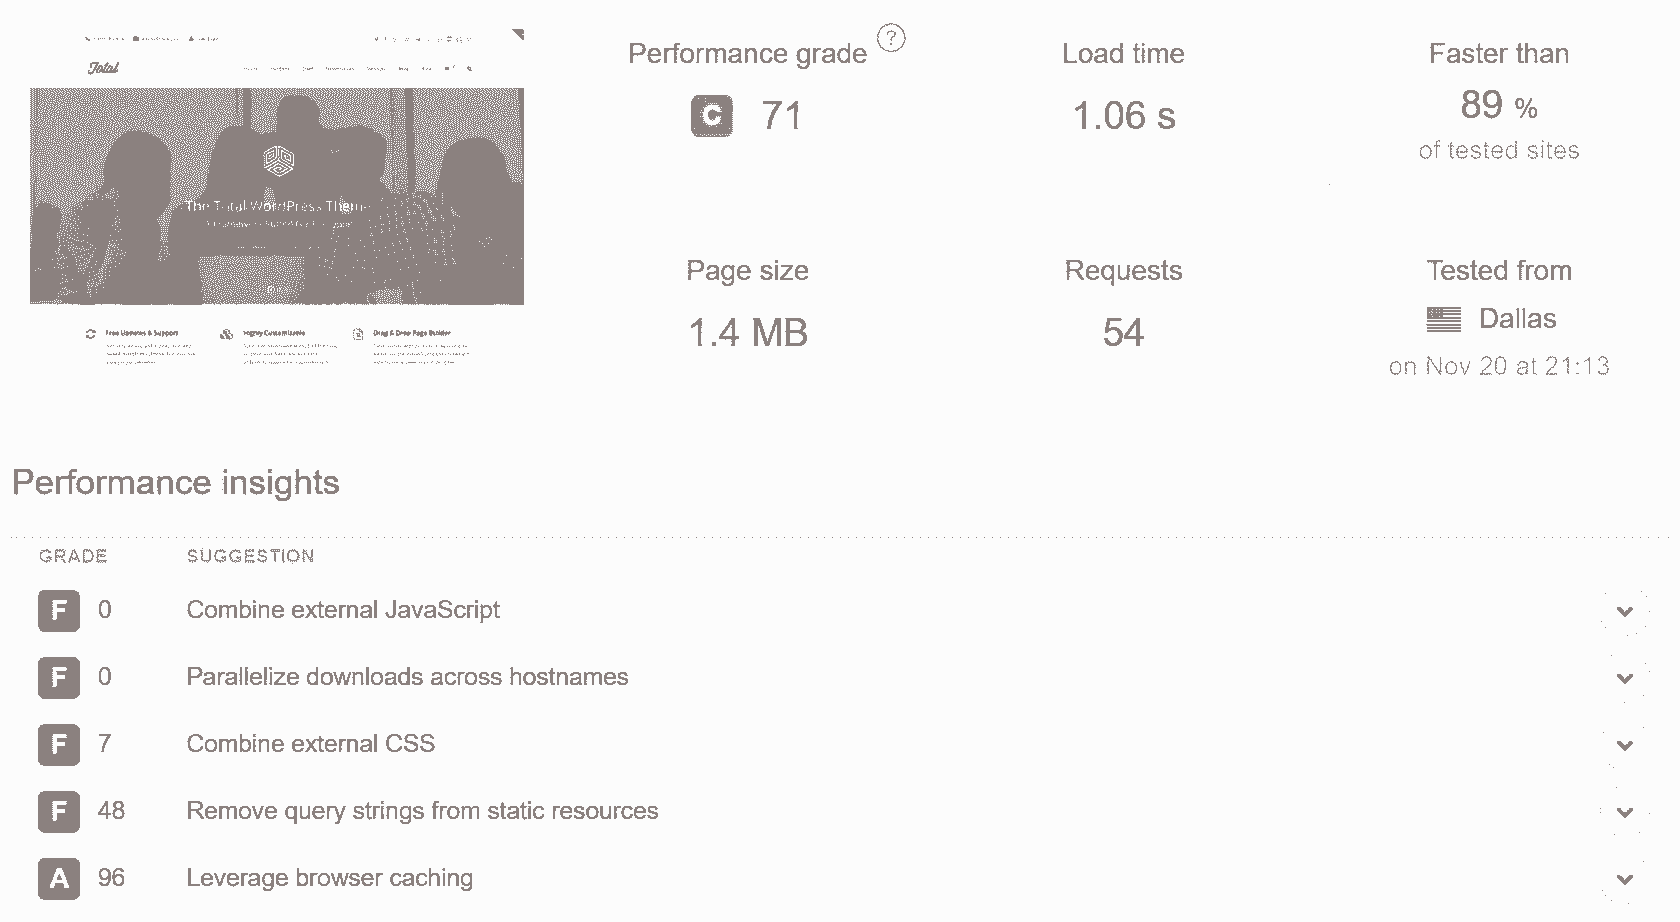 Total
The Total WordPress Theme
Free Updates & Support
Highly Customizable
Drag & Drop Page Builder
Performance grade ?
C 71
Load time
1.06 s
Faster than
89 %
of tested sites
Page size
1.4 MB
Requests
54
Tested from
Dallas
on Nov 20 at 21:13
Performance insights
GRADE SUGGESTION
F 0 Combine external JavaScript
F 0 Parallelize downloads across hostnames
F 7 Combine external CSS
F 48 Remove query strings from static resources
A 96 Leverage browser caching